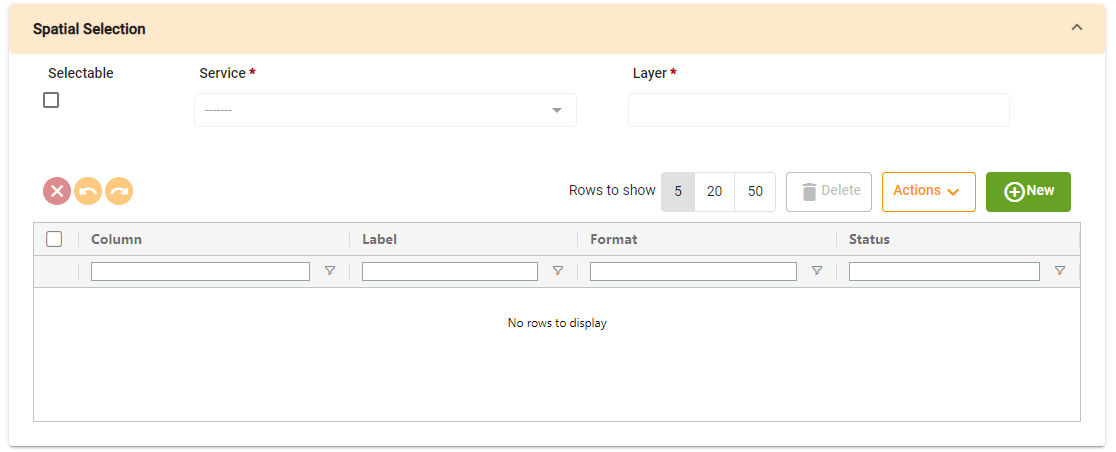 Spatial Selection
Selectable Service * Layer *
-------
Rows to show 5 20 50 Delete Actions New
Column Label Format Status
No rows to display